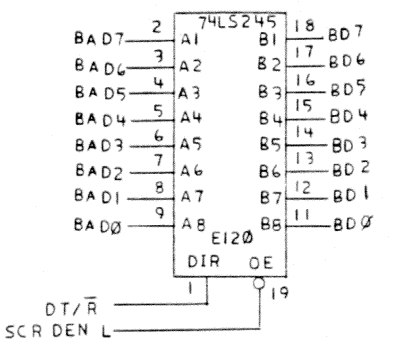 74LS245
BAD7 2 A1 B1 18 BD7
BAD6 3 A2 B2 17 BD6
BAD5 4 A3 B3 16 BD5
BAD4 5 A4 B4 15 BD4
BAD3 6 A5 B5 14 BD3
BAD2 7 A6 B6 13 BD2
BAD1 8 A7 B7 12 BD1
BADØ 9 A8 B8 11 BDØ
E12Ø
DIR OE
1 19
DT/R̅
SCR DEN L